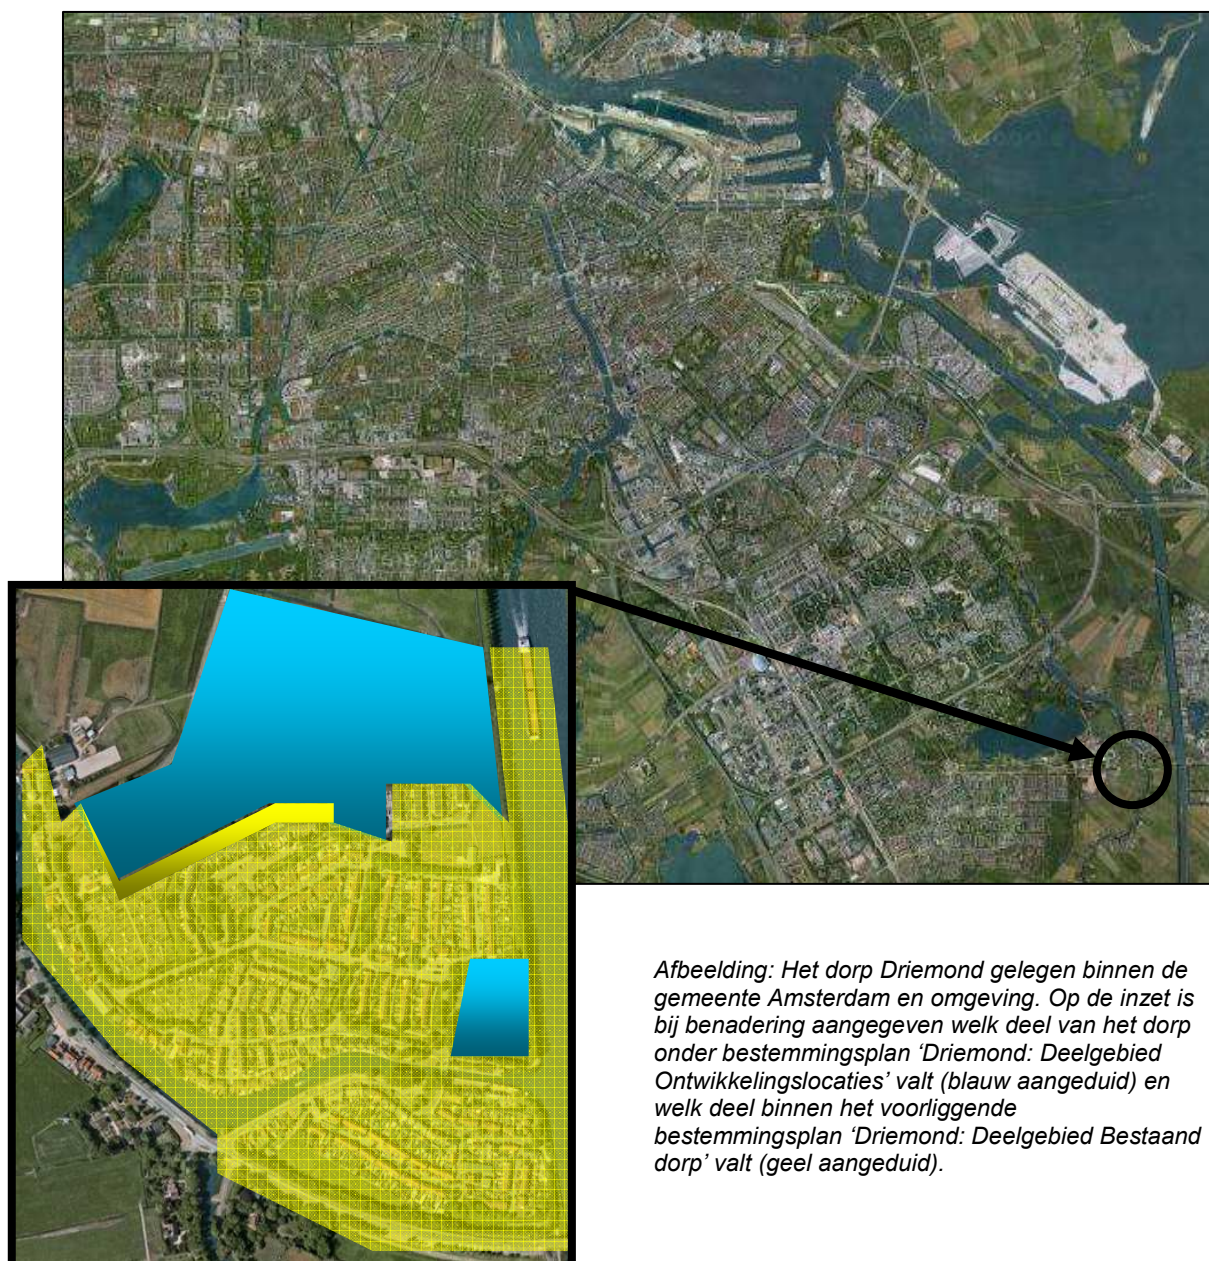 Afbeelding: Het dorp Driemond gelegen binnen de
gemeente Amsterdam en omgeving. Op de inzet is
bij benadering aangegeven welk deel van het dorp
onder bestemmingsplan ‘Driemond: Deelgebied
Ontwikkelingslocaties’ valt (blauw aangeduid) en
welk deel binnen het voorliggende
bestemmingsplan ‘Driemond: Deelgebied Bestaand
dorp’ valt (geel aangeduid).